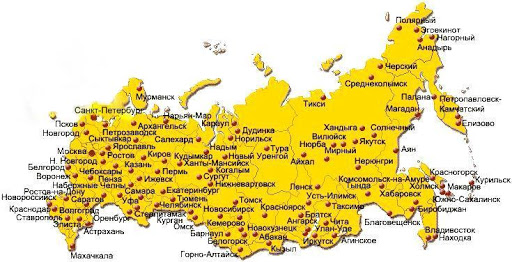 Полярный
Эгвекинот
Нагорный
Анадырь
Черский
Среднеколымск
Мурманск
Тикси
Палана
Петропавловск-
Камчатский
Санкт-Петербург
Нарьян-Мар
Магадан
Елизово
Псков
Архангельск
Каркуп
Дудинка
Хандыга
Солнечный
Новгород
Петрозаводск
Норильск
Вилюйск
Якутск
Сыктывкар
Салехард
Надым
Тура
Нюрба
Мирный
Аян
Москва
Ярославль
Ростов
Киров
Кудымкар
Новый Уренгой
Айхал
Нерюнгри
Н. Новгород
Казань
Ханты-Мансийск
Красногорск
Белгород
Чебоксары
Пермь
Когалым
Комсомольск-на-Амуре
Курильск
Воронеж
Пенза
Ижевск
Сургут
Ленск
Тында
Холмск
Макаров
Набережные Челны
Нижневартовск
Усть-Илимск
Хабаровск
Южно-Сахалинск
Ростов-на-Дону
Самара
Екатеринбург
Новороссийск
Саратов
Уфа
Тюмень
Томск
Таксимо
Биробиджан
Краснодар
Волгоград
Челябинск
Новосибирск
Красноярск
Братск
Ставрополь
Оренбург
Стерлитамак
Кемерово
Ангарск
Чита
Благовещенск
Элиста
Курган
Омск
Новокузнецк
Улан-Уде
Владивосток
Астрахань
Барнаул
Абакан
Иркутск
Агинское
Находка
Белогорск
Кызыл
Махачкала
Горно-Алтайск